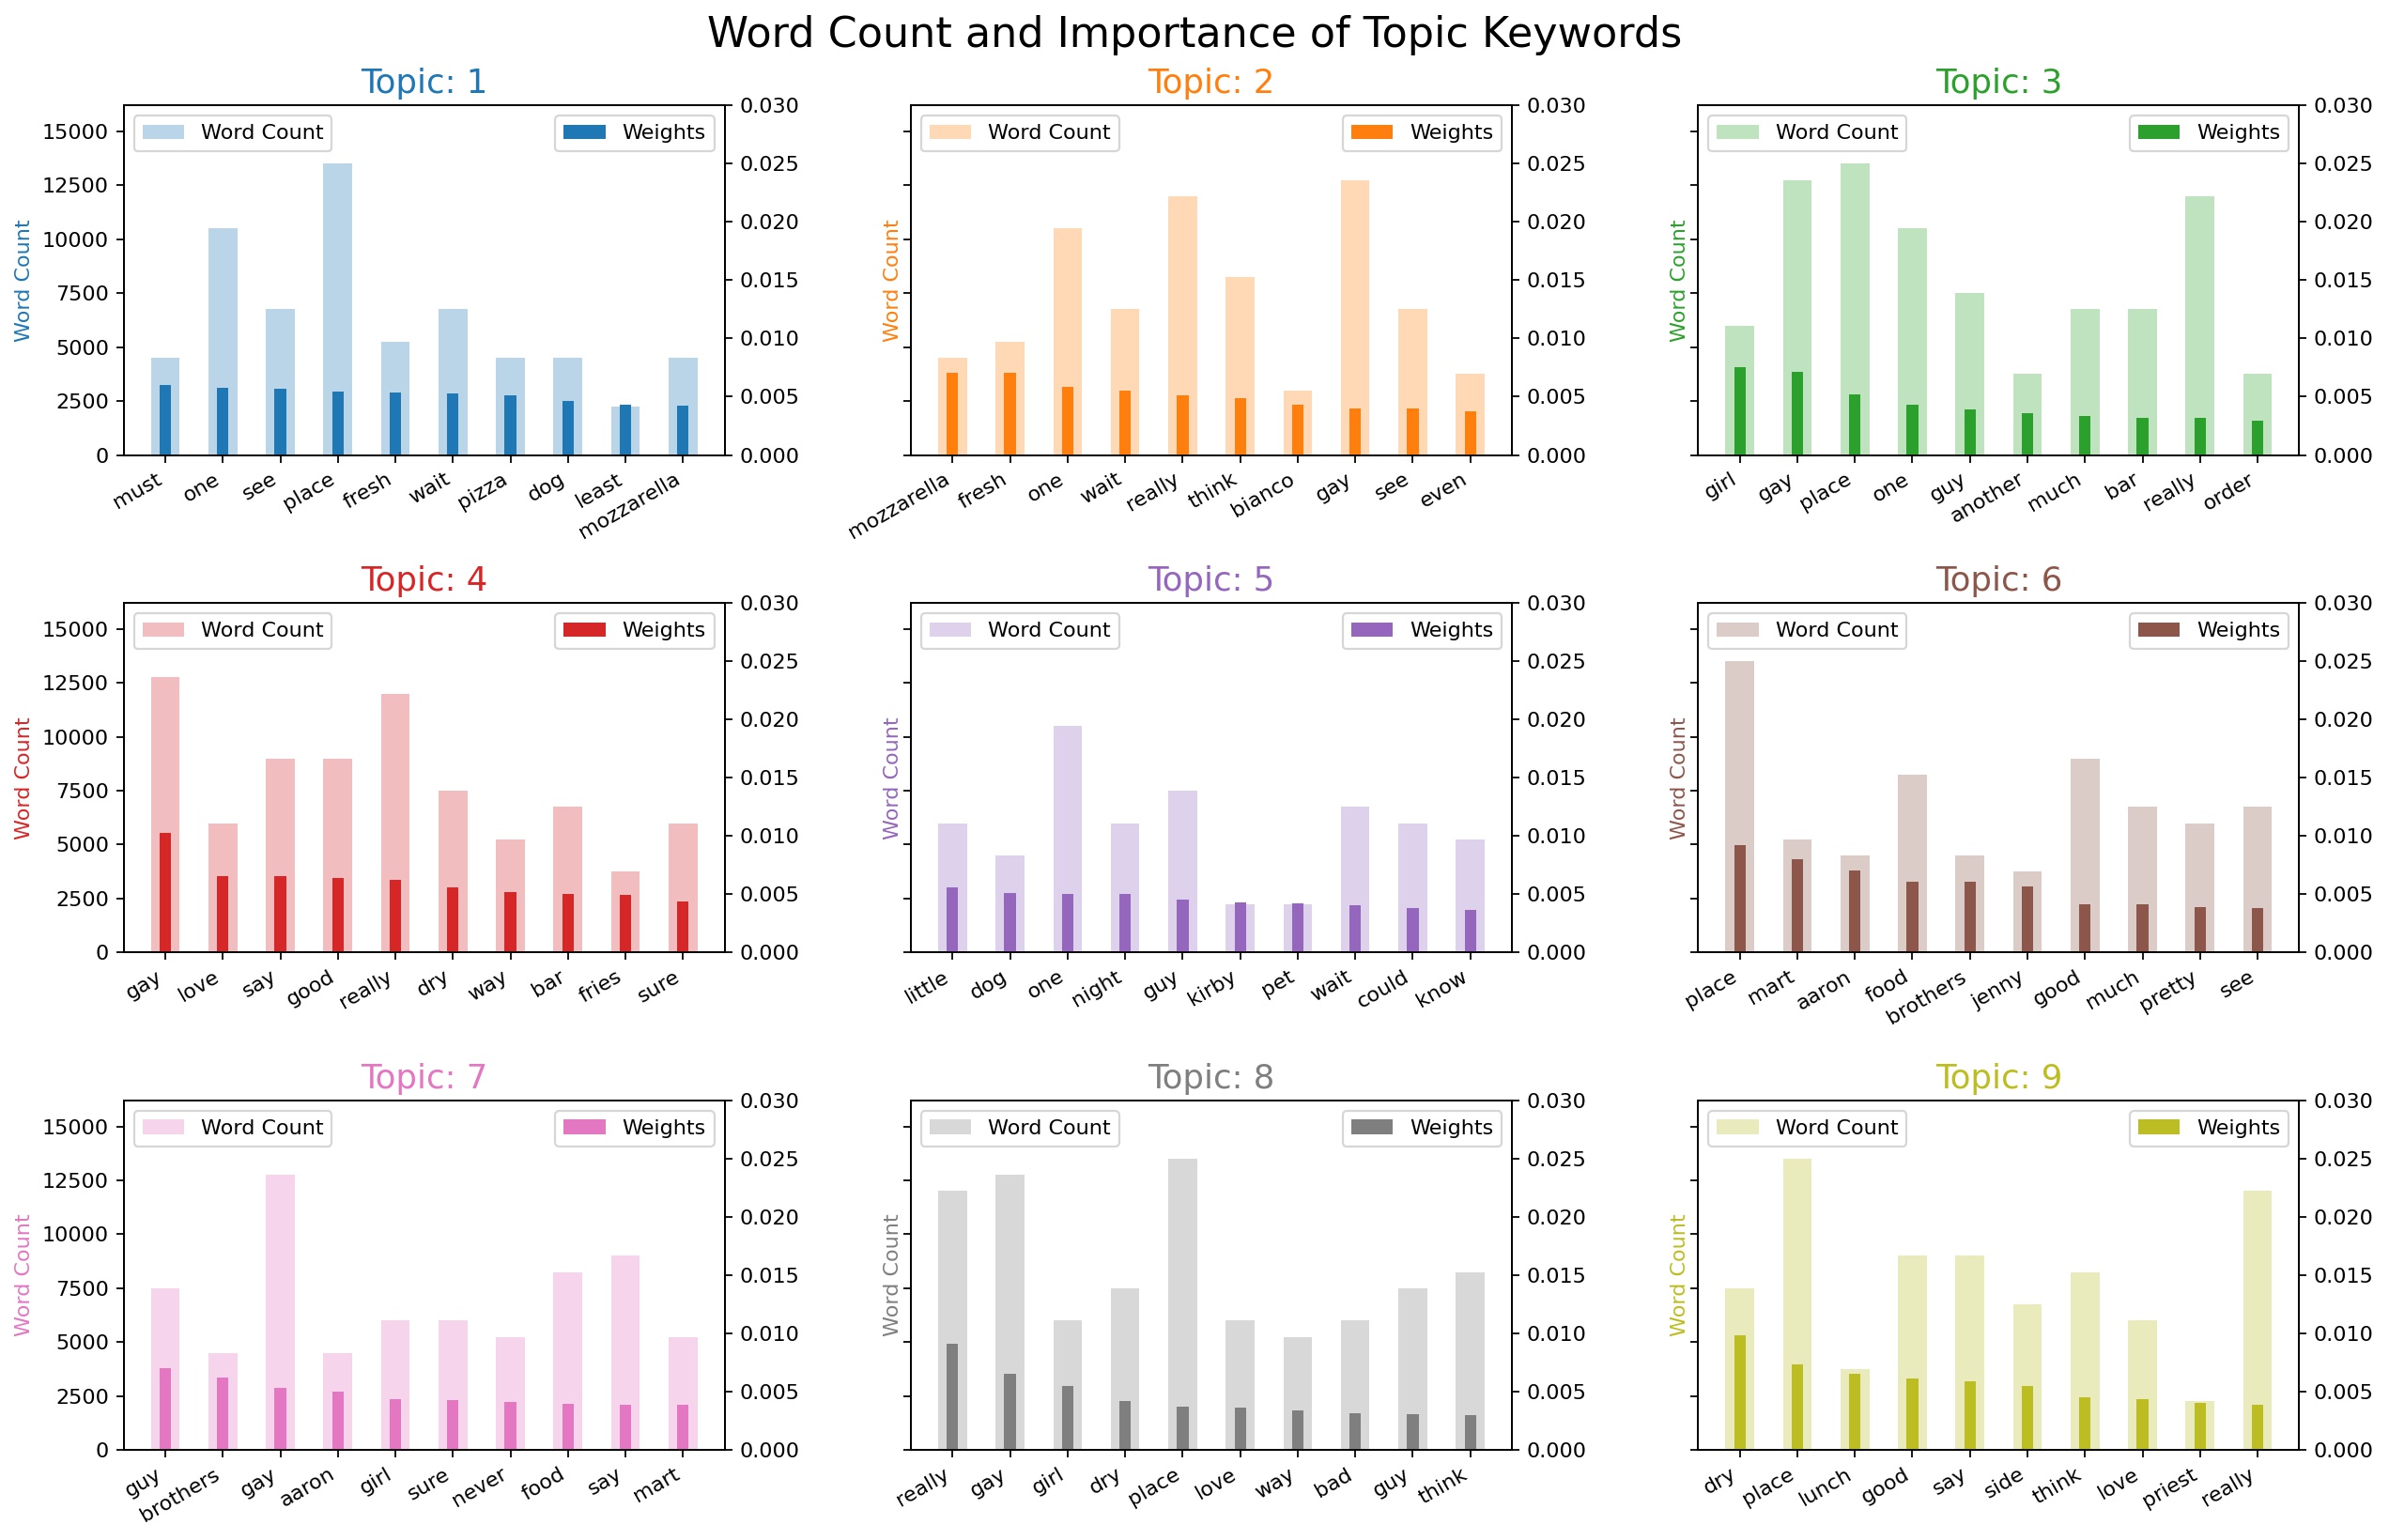 Word Count and Importance of Topic Keywords
Topic: 1
Word Count
Weights
Word Count
15000
12500
10000
7500
5000
2500
0
0.030
0.025
0.020
0.015
0.010
0.005
0.000
must one see place fresh wait pizza dog least mozzarella
Topic: 2
Word Count
Weights
Word Count
0.030
0.025
0.020
0.015
0.010
0.005
0.000
mozzarella fresh one wait really think bianco gay see even
Topic: 3
Word Count
Weights
Word Count
0.030
0.025
0.020
0.015
0.010
0.005
0.000
girl gay place one guy another much bar really order
Topic: 4
Word Count
Weights
Word Count
15000
12500
10000
7500
5000
2500
0
0.030
0.025
0.020
0.015
0.010
0.005
0.000
gay love say good really dry way bar fries sure
Topic: 5
Word Count
Weights
Word Count
0.030
0.025
0.020
0.015
0.010
0.005
0.000
little dog one night guy kirby pet wait could know
Topic: 6
Word Count
Weights
Word Count
0.030
0.025
0.020
0.015
0.010
0.005
0.000
place mart aaron food brothers jenny good much pretty see
Topic: 7
Word Count
Weights
Word Count
15000
12500
10000
7500
5000
2500
0
0.030
0.025
0.020
0.015
0.010
0.005
0.000
guy brothers gay aaron girl sure never food say mart
Topic: 8
Word Count
Weights
Word Count
0.030
0.025
0.020
0.015
0.010
0.005
0.000
really gay girl dry place love way bad guy think
Topic: 9
Word Count
Weights
Word Count
0.030
0.025
0.020
0.015
0.010
0.005
0.000
dry place lunch good say side think love priest really